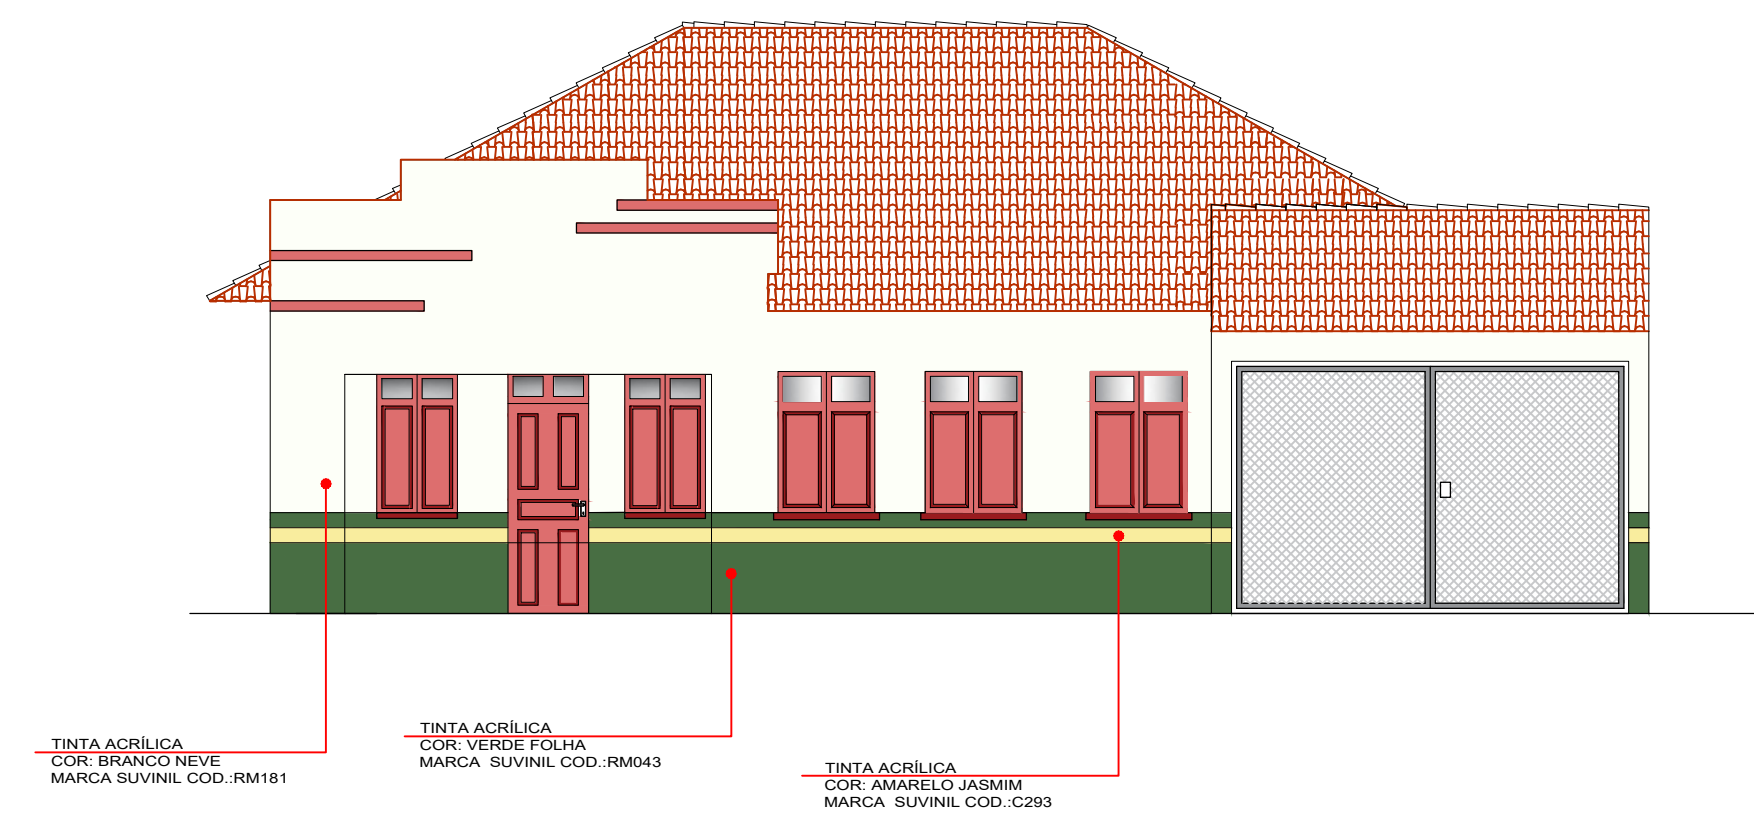 TINTA ACRÍLICA
COR: BRANCO NEVE
MARCA SUVINIL COD.:RM181
TINTA ACRÍLICA
COR: VERDE FOLHA
MARCA  SUVINIL COD.:RM043
TINTA ACRÍLICA
COR: AMARELO JASMIM
MARCA  SUVINIL COD.:C293